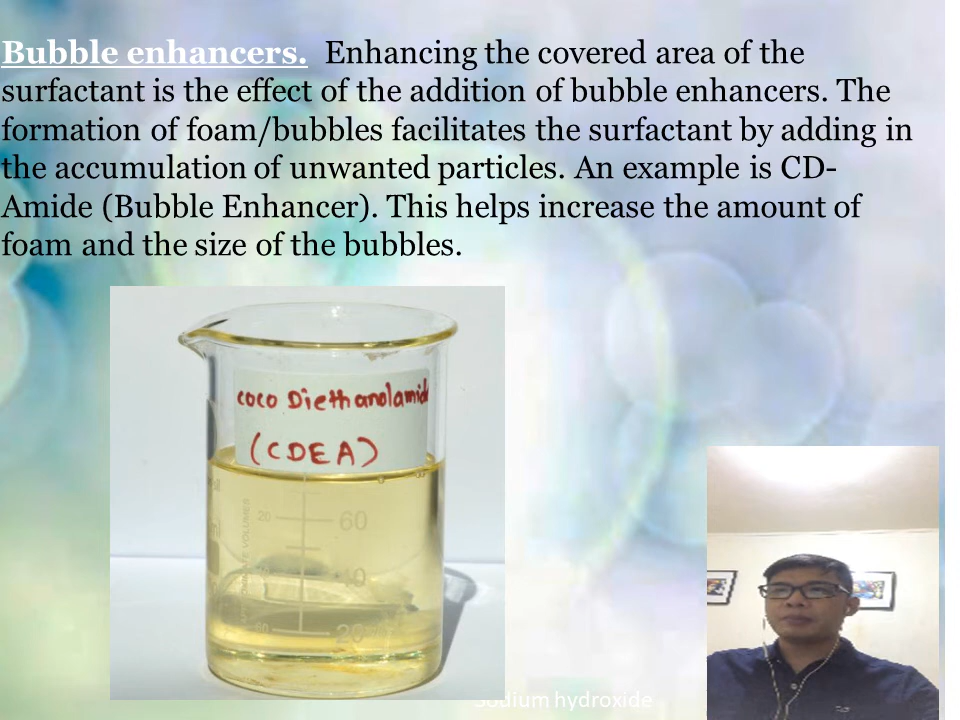 Bubble enhancers. Enhancing the covered area of the
surfactant is the effect of the addition of bubble enhancers. The
formation of foam/bubbles facilitates the surfactant by adding in
the accumulation of unwanted particles. An example is CD-
Amide (Bubble Enhancer). This helps increase the amount of
foam and the size of the bubbles.
coco Diethanolamid
(CDEA)
20 60
40
60 20
Sodium hydroxide